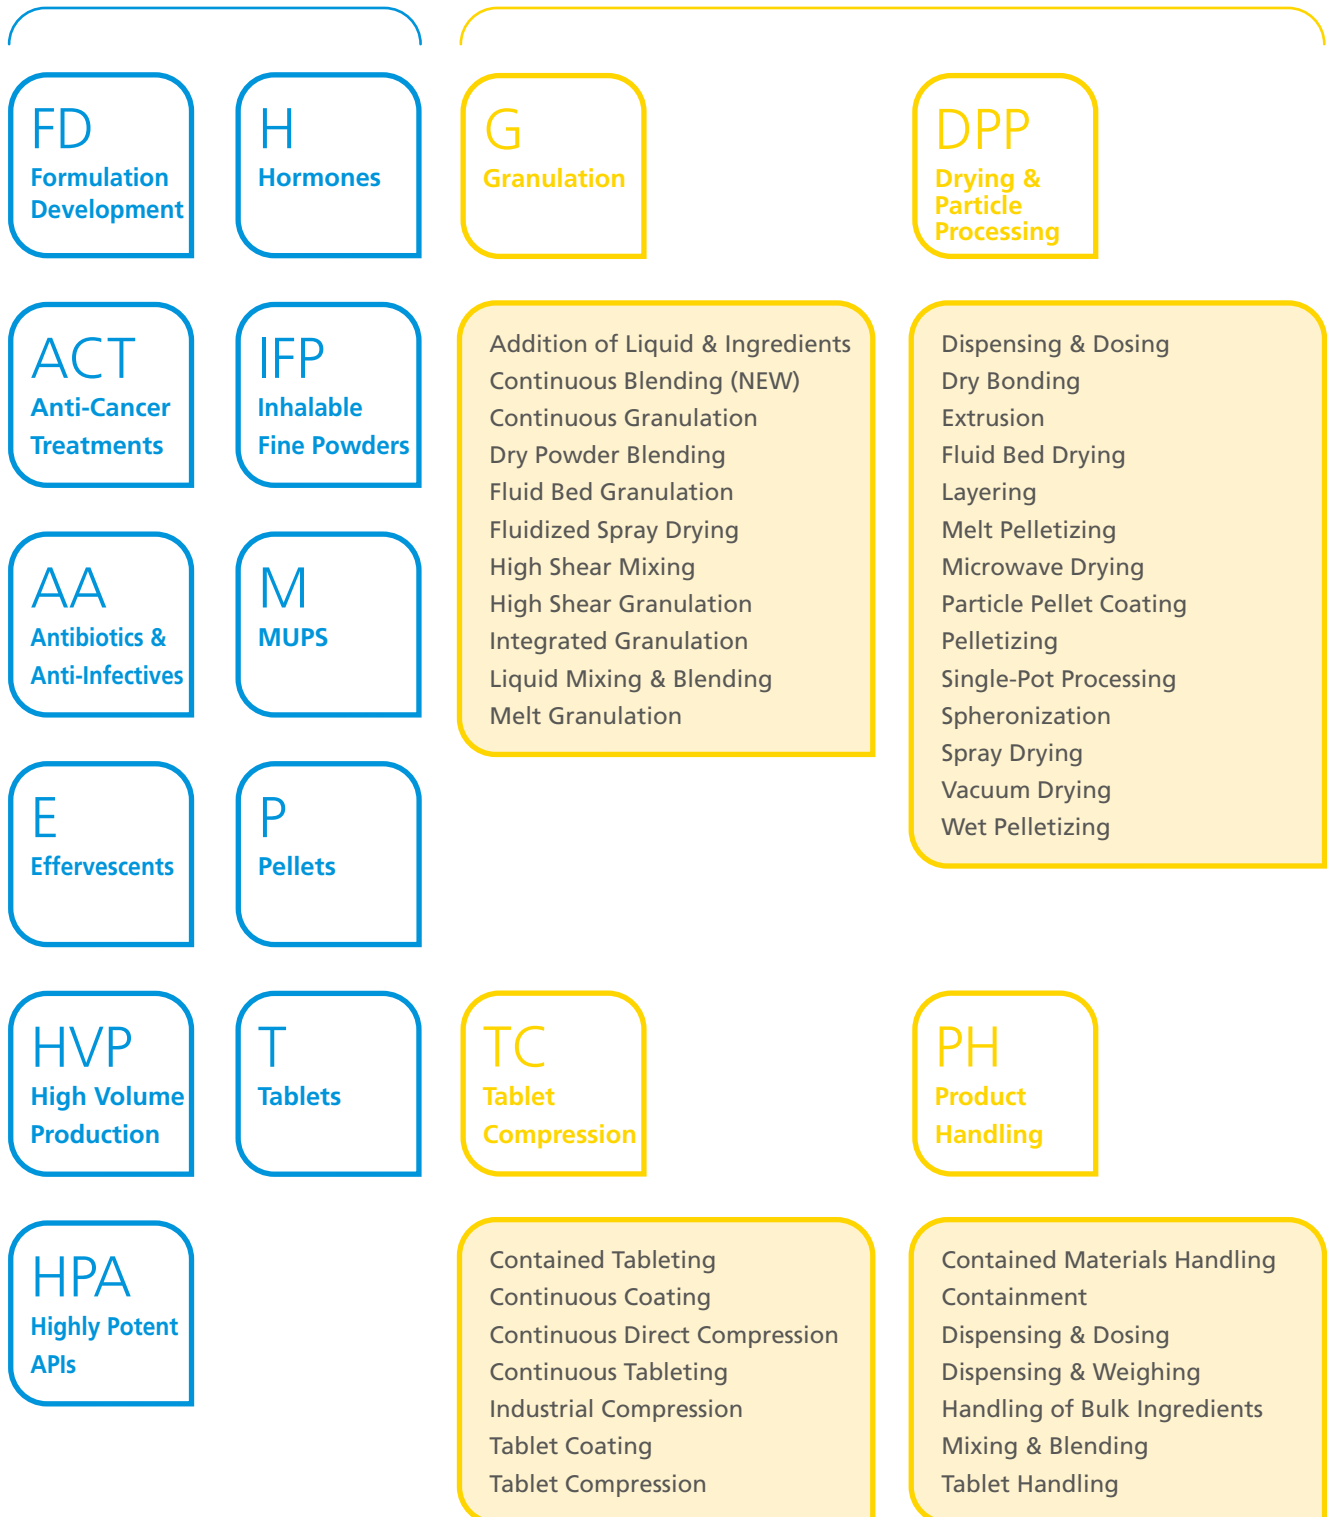 FD
Formulation
Development
H
Hormones
ACT
Anti-Cancer
Treatments
IFP
Inhalable
Fine Powders
AA
Antibiotics &
Anti-Infectives
M
MUPS
E
Effervescents
P
Pellets
HVP
High Volume
Production
T
Tablets
HPA
Highly Potent
APIs
G
Granulation
Addition of Liquid & Ingredients
Continuous Blending (NEW)
Continuous Granulation
Dry Powder Blending
Fluid Bed Granulation
Fluidized Spray Drying
High Shear Mixing
High Shear Granulation
Integrated Granulation
Liquid Mixing & Blending
Melt Granulation
DPP
Drying &
Particle
Processing
Dispensing & Dosing
Dry Bonding
Extrusion
Fluid Bed Drying
Layering
Melt Pelletizing
Microwave Drying
Particle Pellet Coating
Pelletizing
Single-Pot Processing
Spheronization
Spray Drying
Vacuum Drying
Wet Pelletizing
TC
Tablet
Compression
Contained Tableting
Continuous Coating
Continuous Direct Compression
Continuous Tableting
Industrial Compression
Tablet Coating
Tablet Compression
PH
Product
Handling
Contained Materials Handling
Containment
Dispensing & Dosing
Dispensing & Weighing
Handling of Bulk Ingredients
Mixing & Blending
Tablet Handling